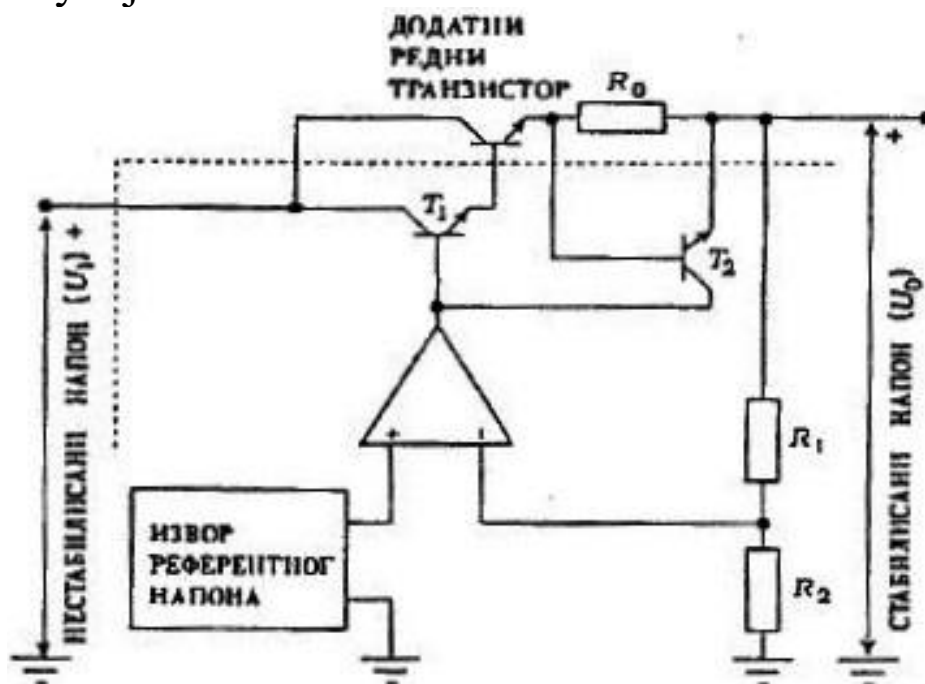 ДОДАТНИ
РЕДНИ
ТРАНЗИСТОР
R₀
T₁
T₂
НЕСТАБИЛИСАНИ НАПОН (U₁) +
+
СТАБИЛИСАНИ НАПОН (U₀)
+ -
R₁
ИЗВОР
РЕФЕРЕНТНОГ
НАПОНА
R₂